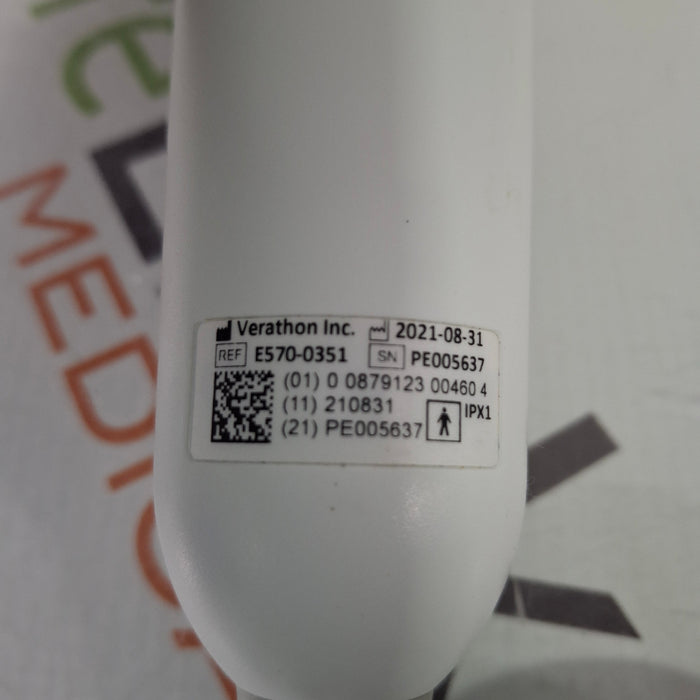 Verathon Inc. 2021-08-31
REF E570-0351 SN PE005637
(01) 0 0879123 00460 4
(11) 210831
IPX1
(21) PE005637
MEDICA